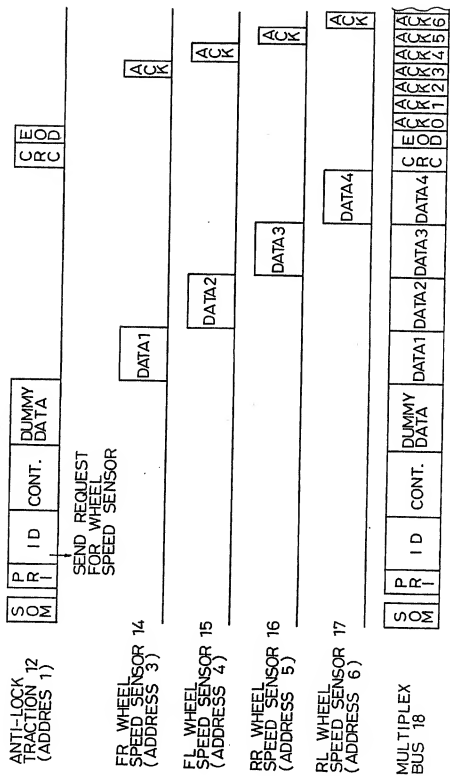 ANTI-LOCK
TRACTION 12
(ADDRES 1)
SOM
PRI
ID
CONT.
DUMMY
DATA
CRC
EOD
SEND REQUEST
FOR WHEEL
SPEED SENSOR
FR WHEEL
SPEED SENSOR 14
(ADDRESS 3)
DATA1
ACK
FL WHEEL
SPEED SENSOR 15
(ADDRESS 4)
DATA2
ACK
RR WHEEL
SPEED SENSOR 16
(ADDRESS 5)
DATA3
ACK
RL WHEEL
SPEED SENSOR 17
(ADDRESS 6)
DATA4
ACK
MULTIPLEX
BUS 18
SOM
PRI
ID
CONT.
DUMMY
DATA
DATA1
DATA2
DATA3
DATA4
CRC
EOD
ACK0
ACK1
ACK2
ACK3
ACK4
ACK5
ACK6